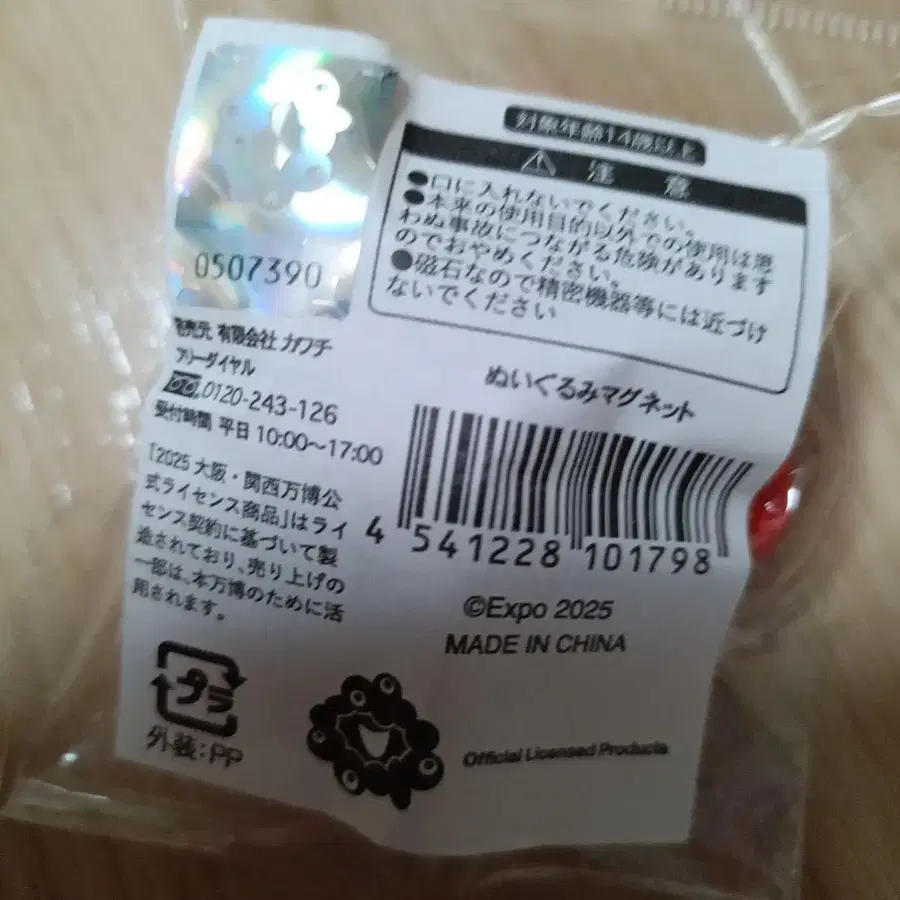 0507390
対象年齢14歳以上
⚠ 注 意
●口に入れないでください。
●本来の使用目的以外での使用は思
わぬ事故につながる危険があります
のでおやめください。
●磁石なので精密機器等には近づけ
ないでください
発売元 有限会社 カワチ
フリーダイヤル
0120-243-126
受付時間 平日 10:00～17:00
「2025 大阪・関西万博公
式ライセンス商品」はライ
センス契約に基づいて製
造されており、売り上げの
一部は、本万博のために活
用されます。
ぬいぐるみマグネット
4 541228 101798
©Expo 2025
MADE IN CHINA
プラ
外装:PP
Official Licensed Products